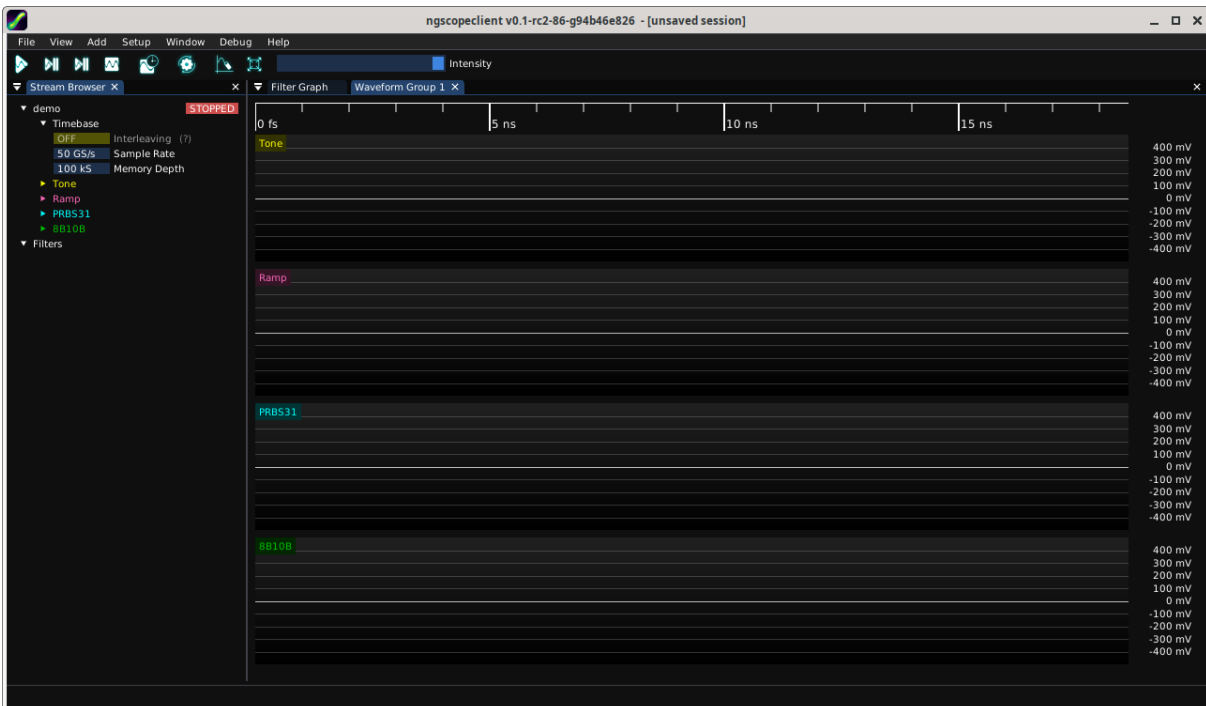 ngscopeclient v0.1-rc2-86-g94b46e826 - [unsaved session]
File View Add Setup Window Debug Help
Intensity
Stream Browser
Filter Graph Waveform Group 1
demo STOPPED
Timebase
OFF Interleaving (?)
50 GS/s Sample Rate
100 kS Memory Depth
Tone
Ramp
PRBS31
8B10B
Filters
0 fs 5 ns 10 ns 15 ns
Tone
400 mV
300 mV
200 mV
100 mV
0 mV
-100 mV
-200 mV
-300 mV
-400 mV
Ramp
400 mV
300 mV
200 mV
100 mV
0 mV
-100 mV
-200 mV
-300 mV
-400 mV
PRBS31
400 mV
300 mV
200 mV
100 mV
0 mV
-100 mV
-200 mV
-300 mV
-400 mV
8B10B
400 mV
300 mV
200 mV
100 mV
0 mV
-100 mV
-200 mV
-300 mV
-400 mV